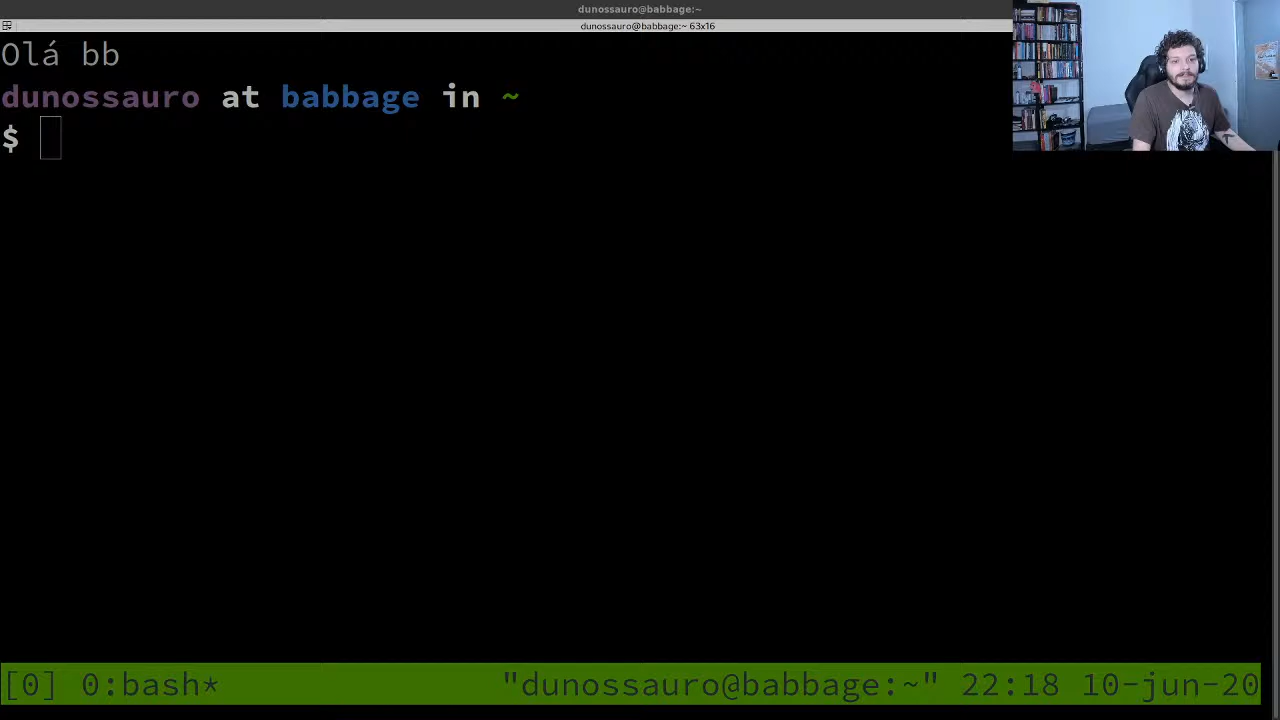 dunossauro@babbage:~
dunossauro@babbage:~ 63x16
Olá bb
dunossauro at babbage in ~
$
[0] 0:bash* "dunossauro@babbage:~" 22:18 10-jun-20